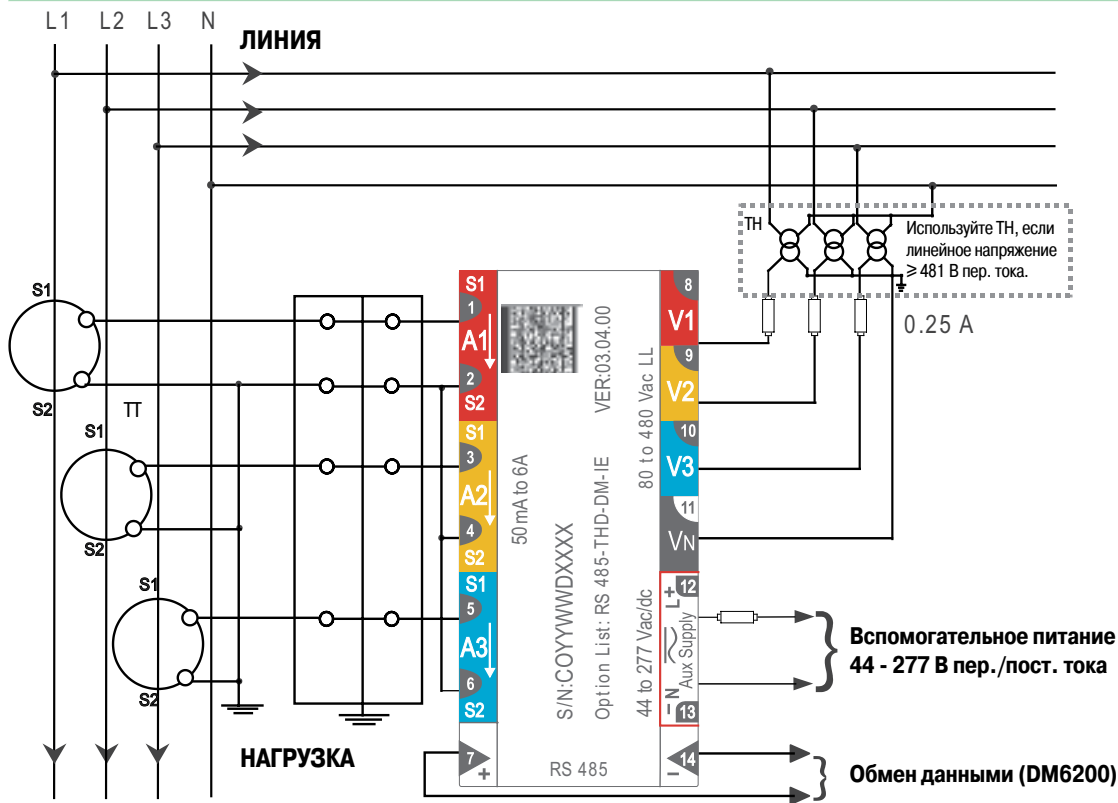 L1 L2 L3 N
ЛИНИЯ
ТН
Используйте ТН, если
линейное напряжение
≥ 481 В пер. тока.
0.25 A
S1
S2
ТТ
S1
S2
S1
S2
S1
1
A1
2
S2
S1
3
A2
4
S2
S1
5
A3
6
S2
7
+
50mA to 6A
S/N:COYYWWDXXXX
Option List: RS 485-THD-DM-IE
VER:03.04.00
80 to 480 Vac LL
44 to 277 Vac/dc
RS 485
8
V1
9
V2
10
V3
11
VN
12
L +
Aux Supply
– N
13
14
–
Вспомогательное питание
44 - 277 В пер./пост. тока
Обмен данными (DM6200)
НАГРУЗКА